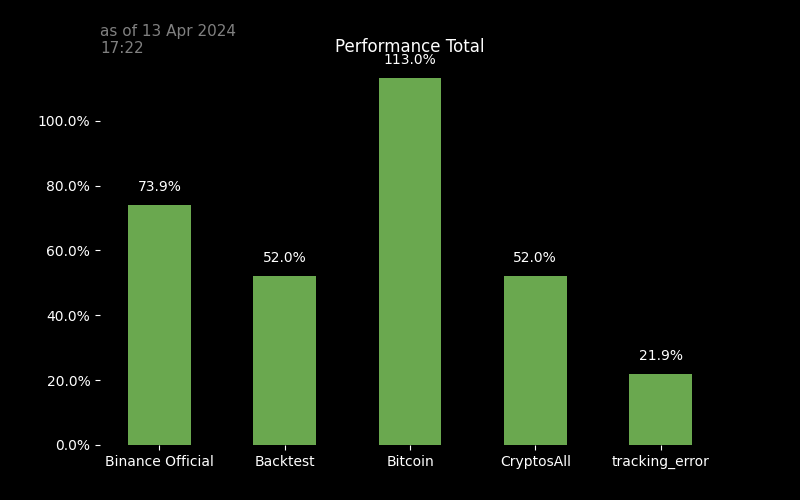 as of 13 Apr 2024
17:22
Performance Total
113.0%
100.0%
80.0%
73.9%
60.0%
52.0%
52.0%
40.0%
21.9%
20.0%
0.0%
Binance Official
Backtest
Bitcoin
CryptosAll
tracking_error